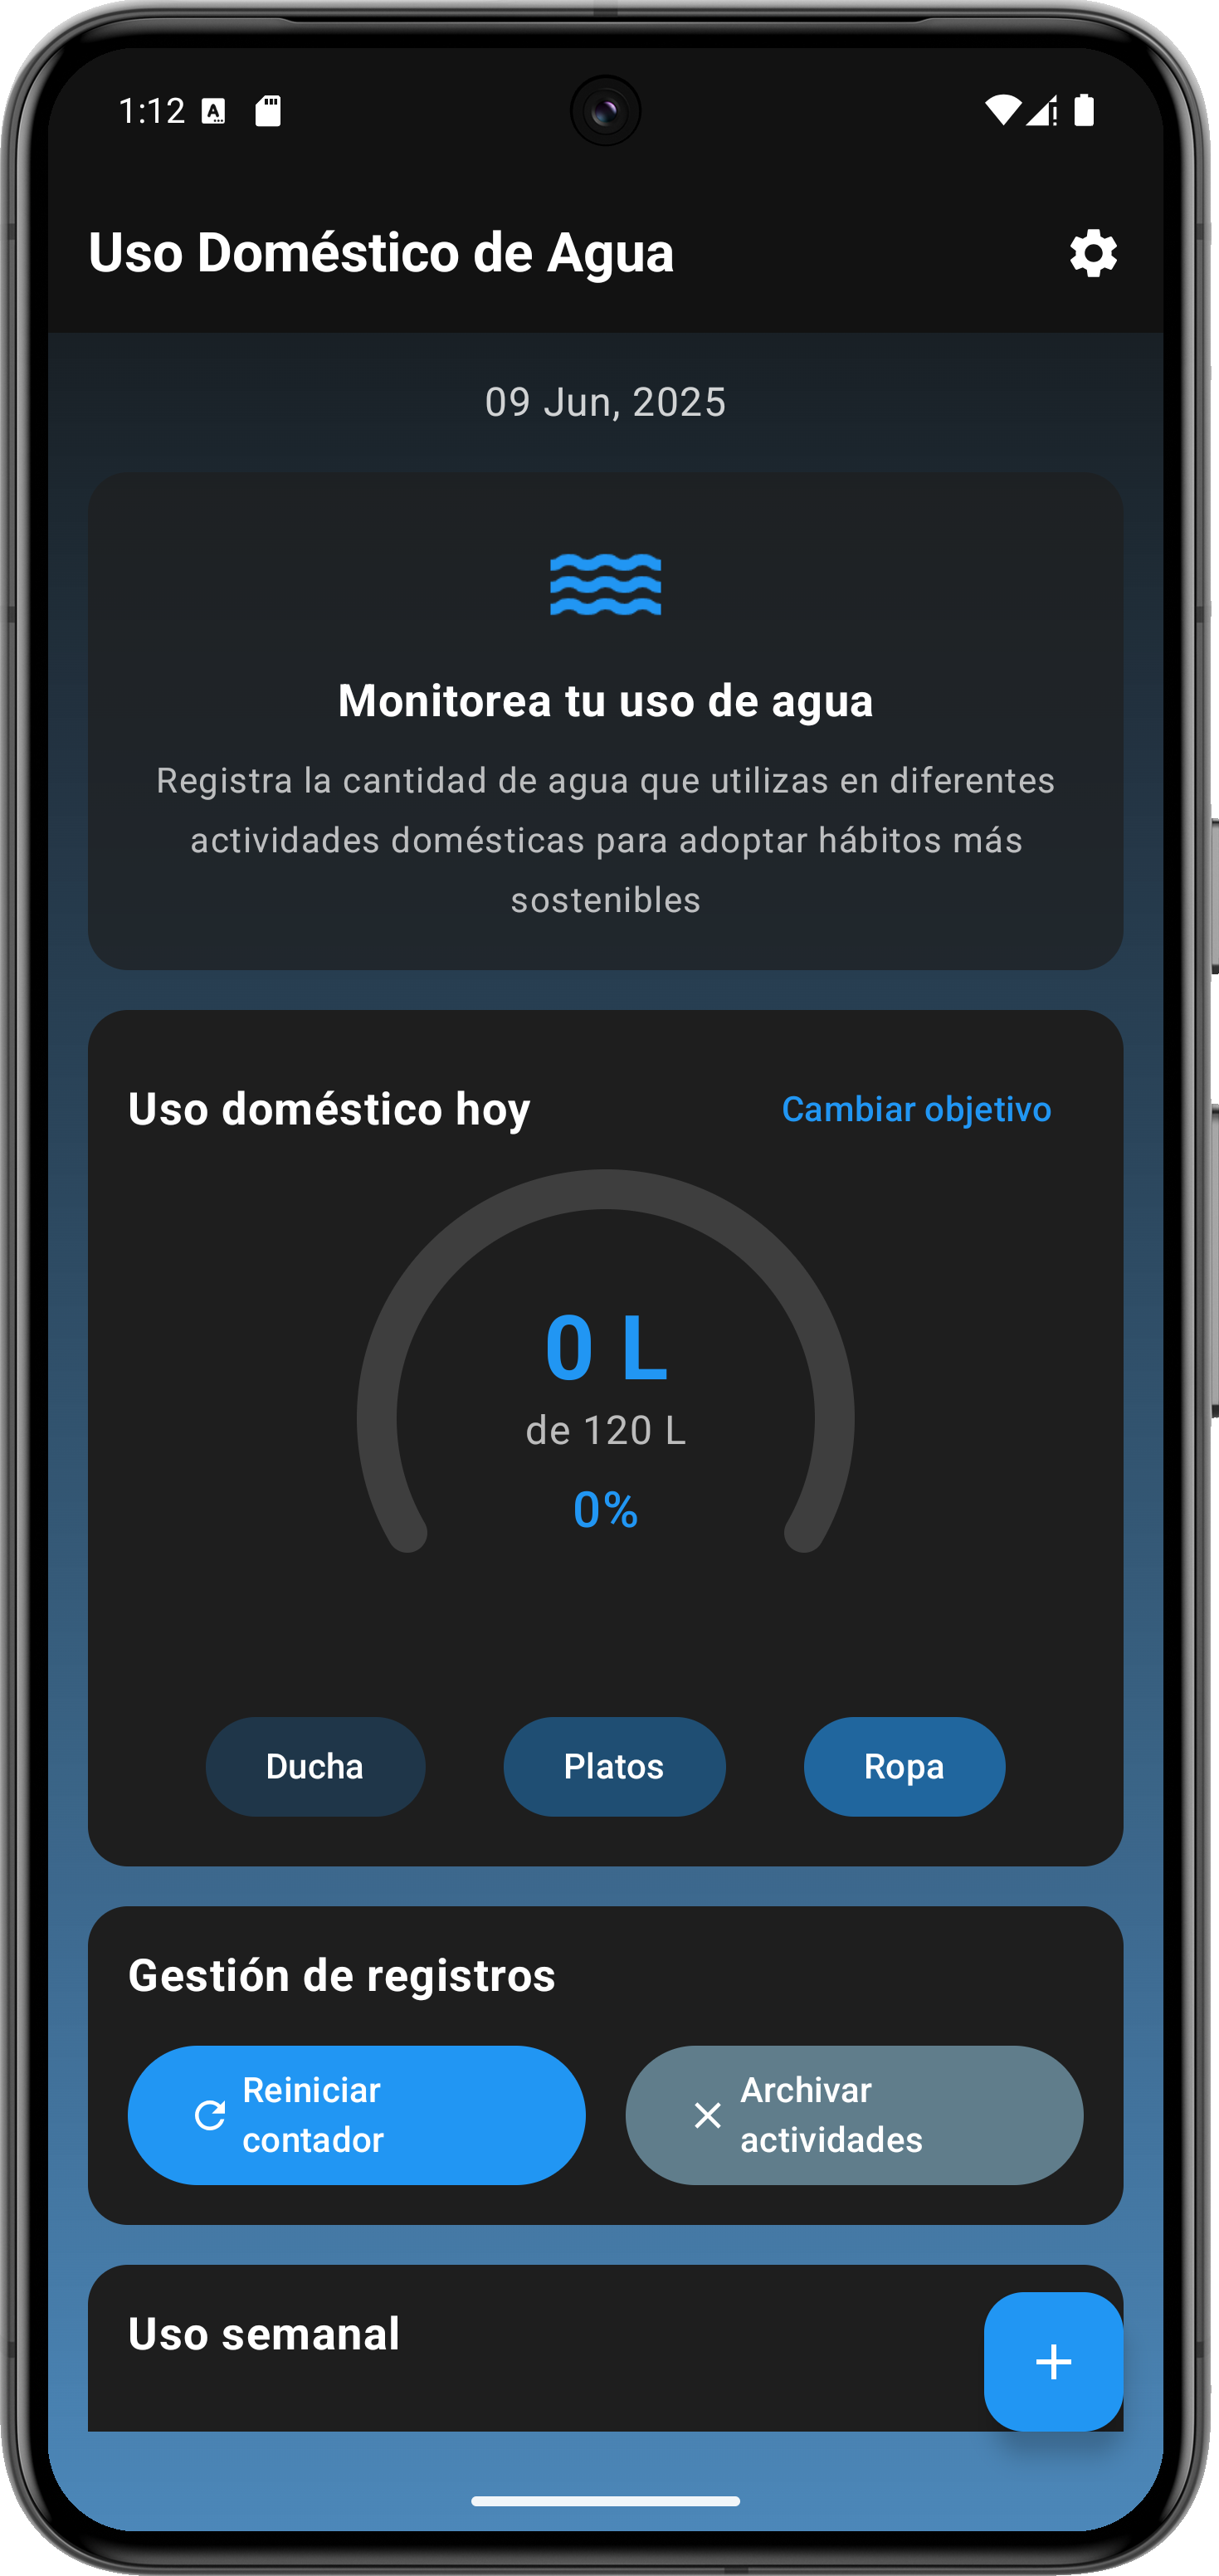 1:12
Uso Doméstico de Agua
09 Jun, 2025
Monitorea tu uso de agua
Registra la cantidad de agua que utilizas en diferentes
actividades domésticas para adoptar hábitos más
sostenibles
Uso doméstico hoy
Cambiar objetivo
0 L
de 120 L
0%
Ducha
Platos
Ropa
Gestión de registros
Reiniciar
contador
Archivar
actividades
Uso semanal